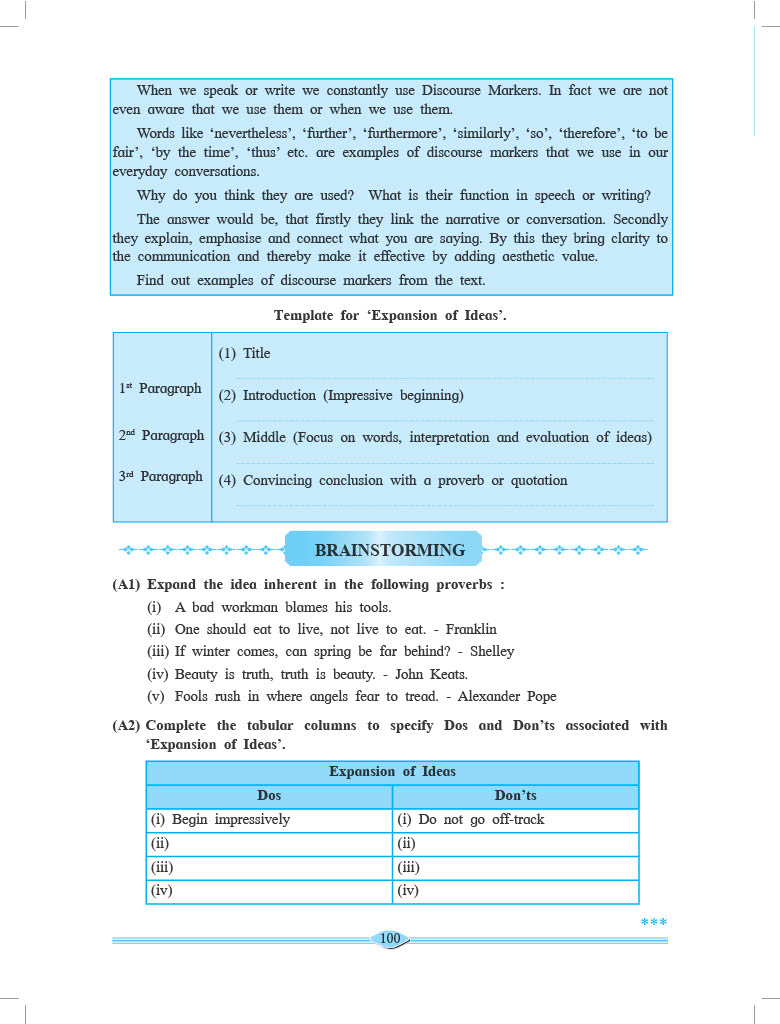 When we speak or write we constantly use Discourse Markers. In fact we are not
even aware that we use them or when we use them.
Words like ‘nevertheless’, ‘further’, ‘furthermore’, ‘similarly’, ‘so’, ‘therefore’, ‘to be
fair’, ‘by the time’, ‘thus’ etc. are examples of discourse markers that we use in our
everyday conversations.
Why do you think they are used? What is their function in speech or writing?
The answer would be, that firstly they link the narrative or conversation. Secondly
they explain, emphasise and connect what you are saying. By this they bring clarity to
the communication and thereby make it effective by adding aesthetic value.
Find out examples of discourse markers from the text.
Template for ‘Expansion of Ideas’.
(1) Title
1st Paragraph (2) Introduction (Impressive beginning)
2nd Paragraph (3) Middle (Focus on words, interpretation and evaluation of ideas)
3rd Paragraph (4) Convincing conclusion with a proverb or quotation
BRAINSTORMING
(A1) Expand the idea inherent in the following proverbs :
(i) A bad workman blames his tools.
(ii) One should eat to live, not live to eat. - Franklin
(iii) If winter comes, can spring be far behind? - Shelley
(iv) Beauty is truth, truth is beauty. - John Keats.
(v) Fools rush in where angels fear to tread. - Alexander Pope
(A2) Complete the tabular columns to specify Dos and Don’ts associated with
‘Expansion of Ideas’.
Expansion of Ideas
Dos Don’ts
(i) Begin impressively (i) Do not go off-track
(ii) (ii)
(iii) (iii)
(iv) (iv)
***
100